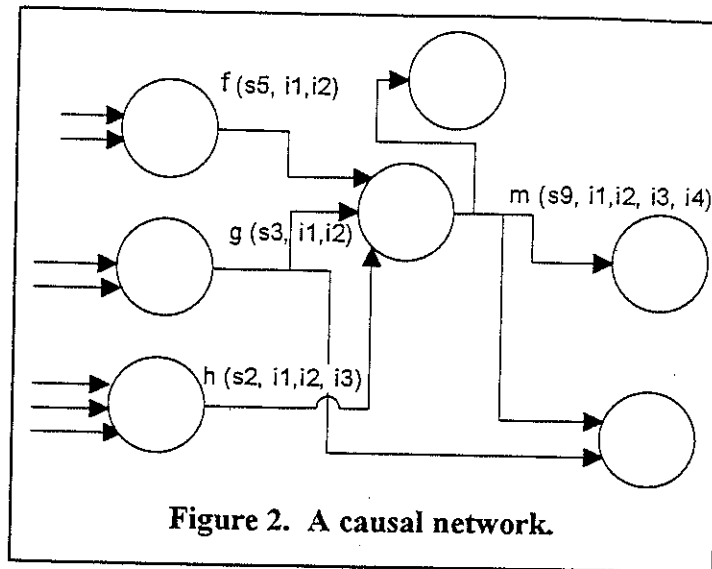 f (s5, i1,i2)
g (s3, i1,i2)
m (s9, i1,i2, i3, i4)
h (s2, i1,i2, i3)
Figure 2. A causal network.